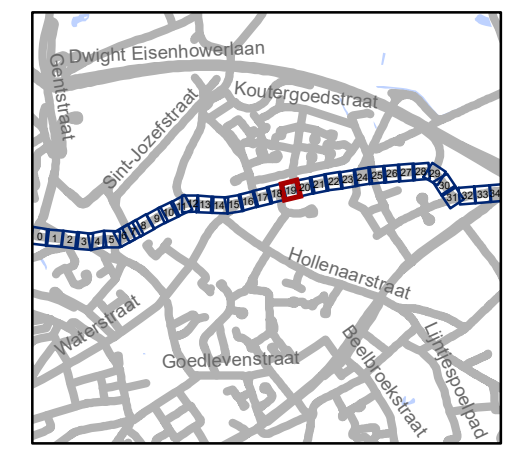 Dwight Eisenhowerlaan
Gentstraat
Koutergoedstraat
Sint-Jozefstraat
0 1 2 3 4 5 6 7 8 9 10 11 12 13 14 15 16 17 18 19 20 21 22 23 24 25 26 27 28 29 30 31 32 33 34
Hollenaarstraat
Waterstraat
Goedlevenstraat
Beelbroekstraat
Lijntjespoelpad